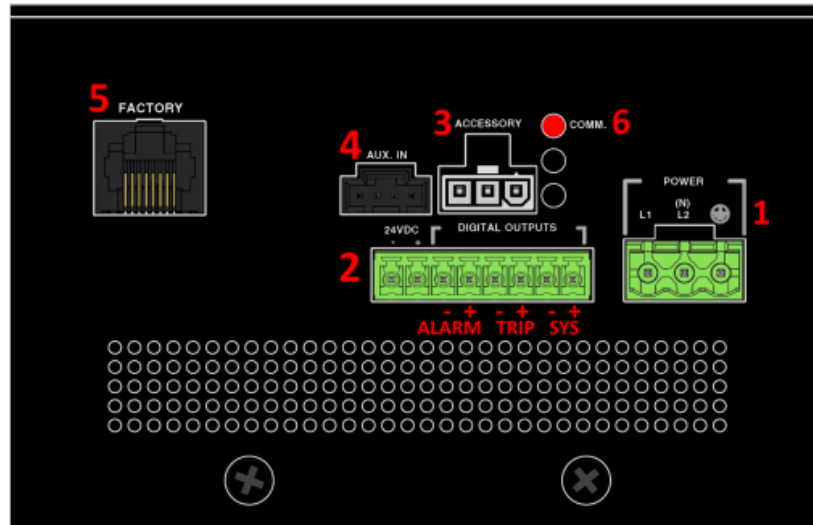 5 FACTORY
3 ACCESSORY
COMM. 6
4 AUX. IN
POWER
(N)
L1 L2
1
24VDC
- +
DIGITAL OUTPUTS
2
- + - + - +
ALARM TRIP SYS